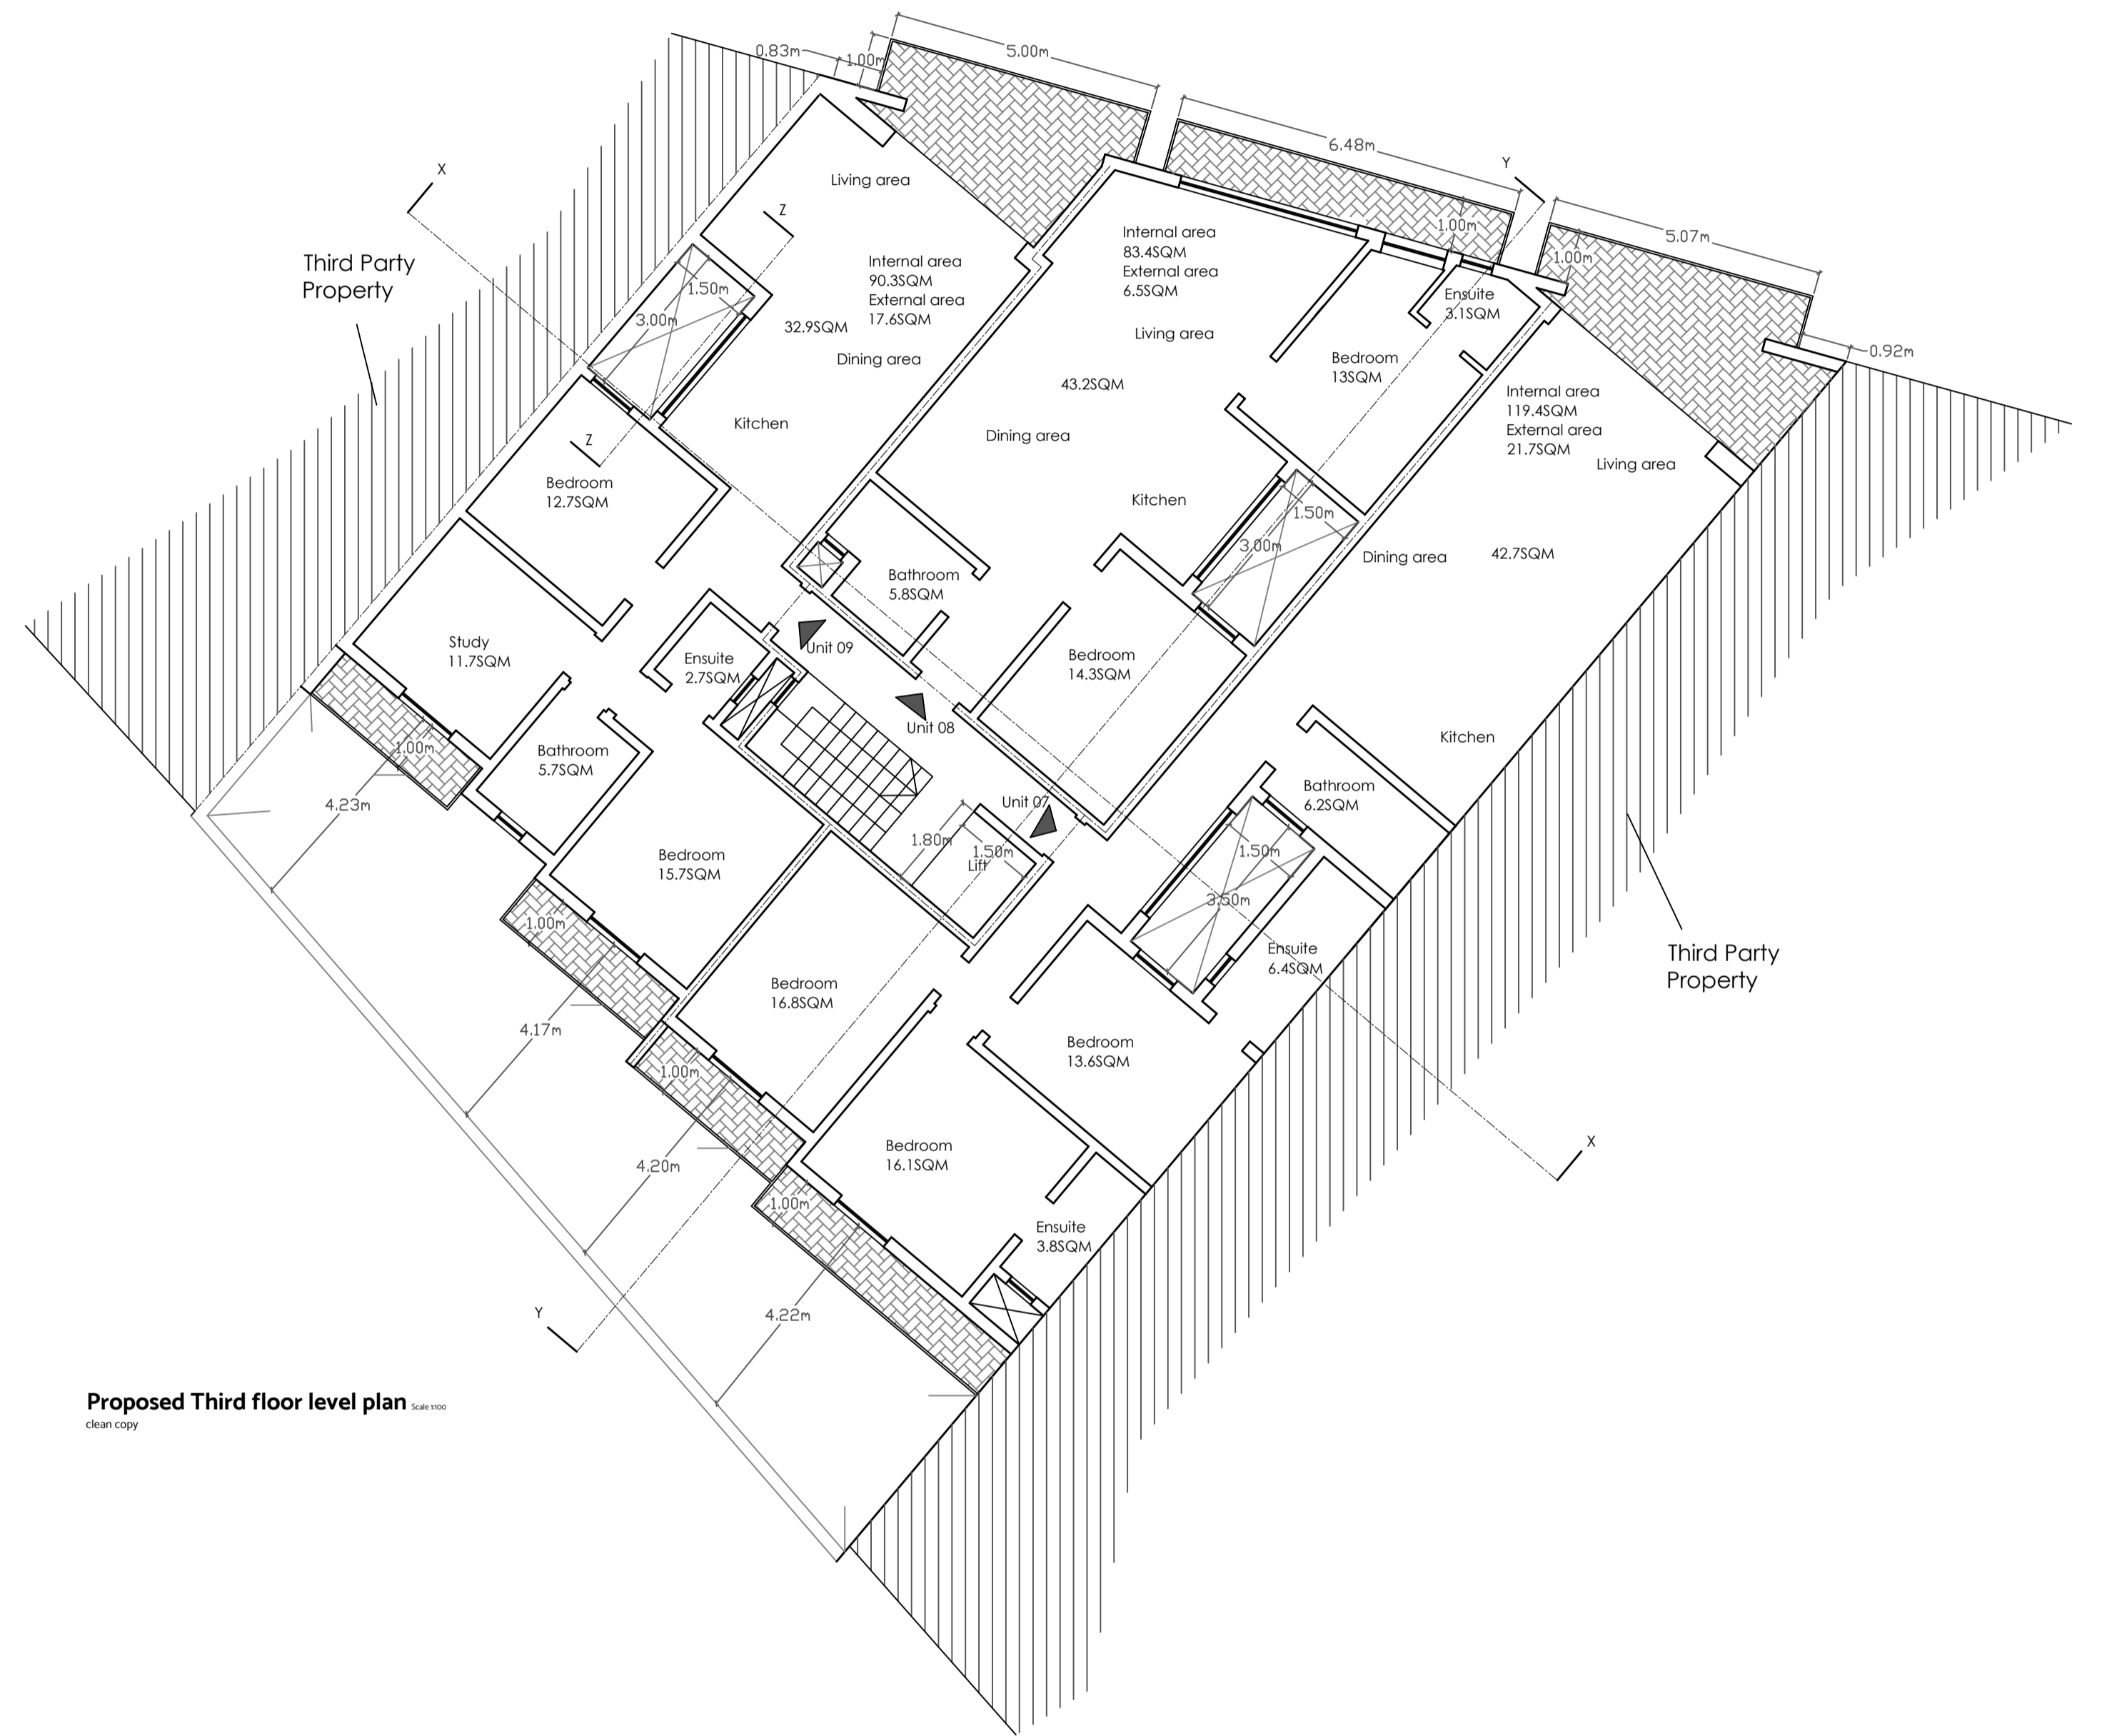 0.83m
1.00m
5.00m
6.48m
Y
1.00m
5.07m
1.00m
0.92m
X
Z
Living area
Third Party
Property
Internal area
90.3SQM
External area
17.6SQM
32.9SQM
Dining area
Kitchen
1.50m
3.00m
Z
Internal area
83.4SQM
External area
6.5SQM
Living area
43.2SQM
Dining area
Kitchen
Ensuite
3.1SQM
Bedroom
13SQM
Internal area
119.4SQM
External area
21.7SQM
Living area
Dining area
42.7SQM
Kitchen
1.50m
3.00m
Bedroom
12.7SQM
Study
11.7SQM
Bathroom
5.8SQM
Bedroom
14.3SQM
Ensuite
2.7SQM
Unit 09
Unit 08
Unit 07
1.00m
4.23m
Bathroom
5.7SQM
Bedroom
15.7SQM
1.80m
1.50m
Lift
Bathroom
6.2SQM
1.50m
3.50m
Ensuite
6.4SQM
Third Party
Property
1.00m
4.17m
Bedroom
16.8SQM
Bedroom
13.6SQM
1.00m
4.20m
Bedroom
16.1SQM
X
1.00m
4.22m
Ensuite
3.8SQM
Y
Proposed Third floor level plan Scale 1:100
clean copy